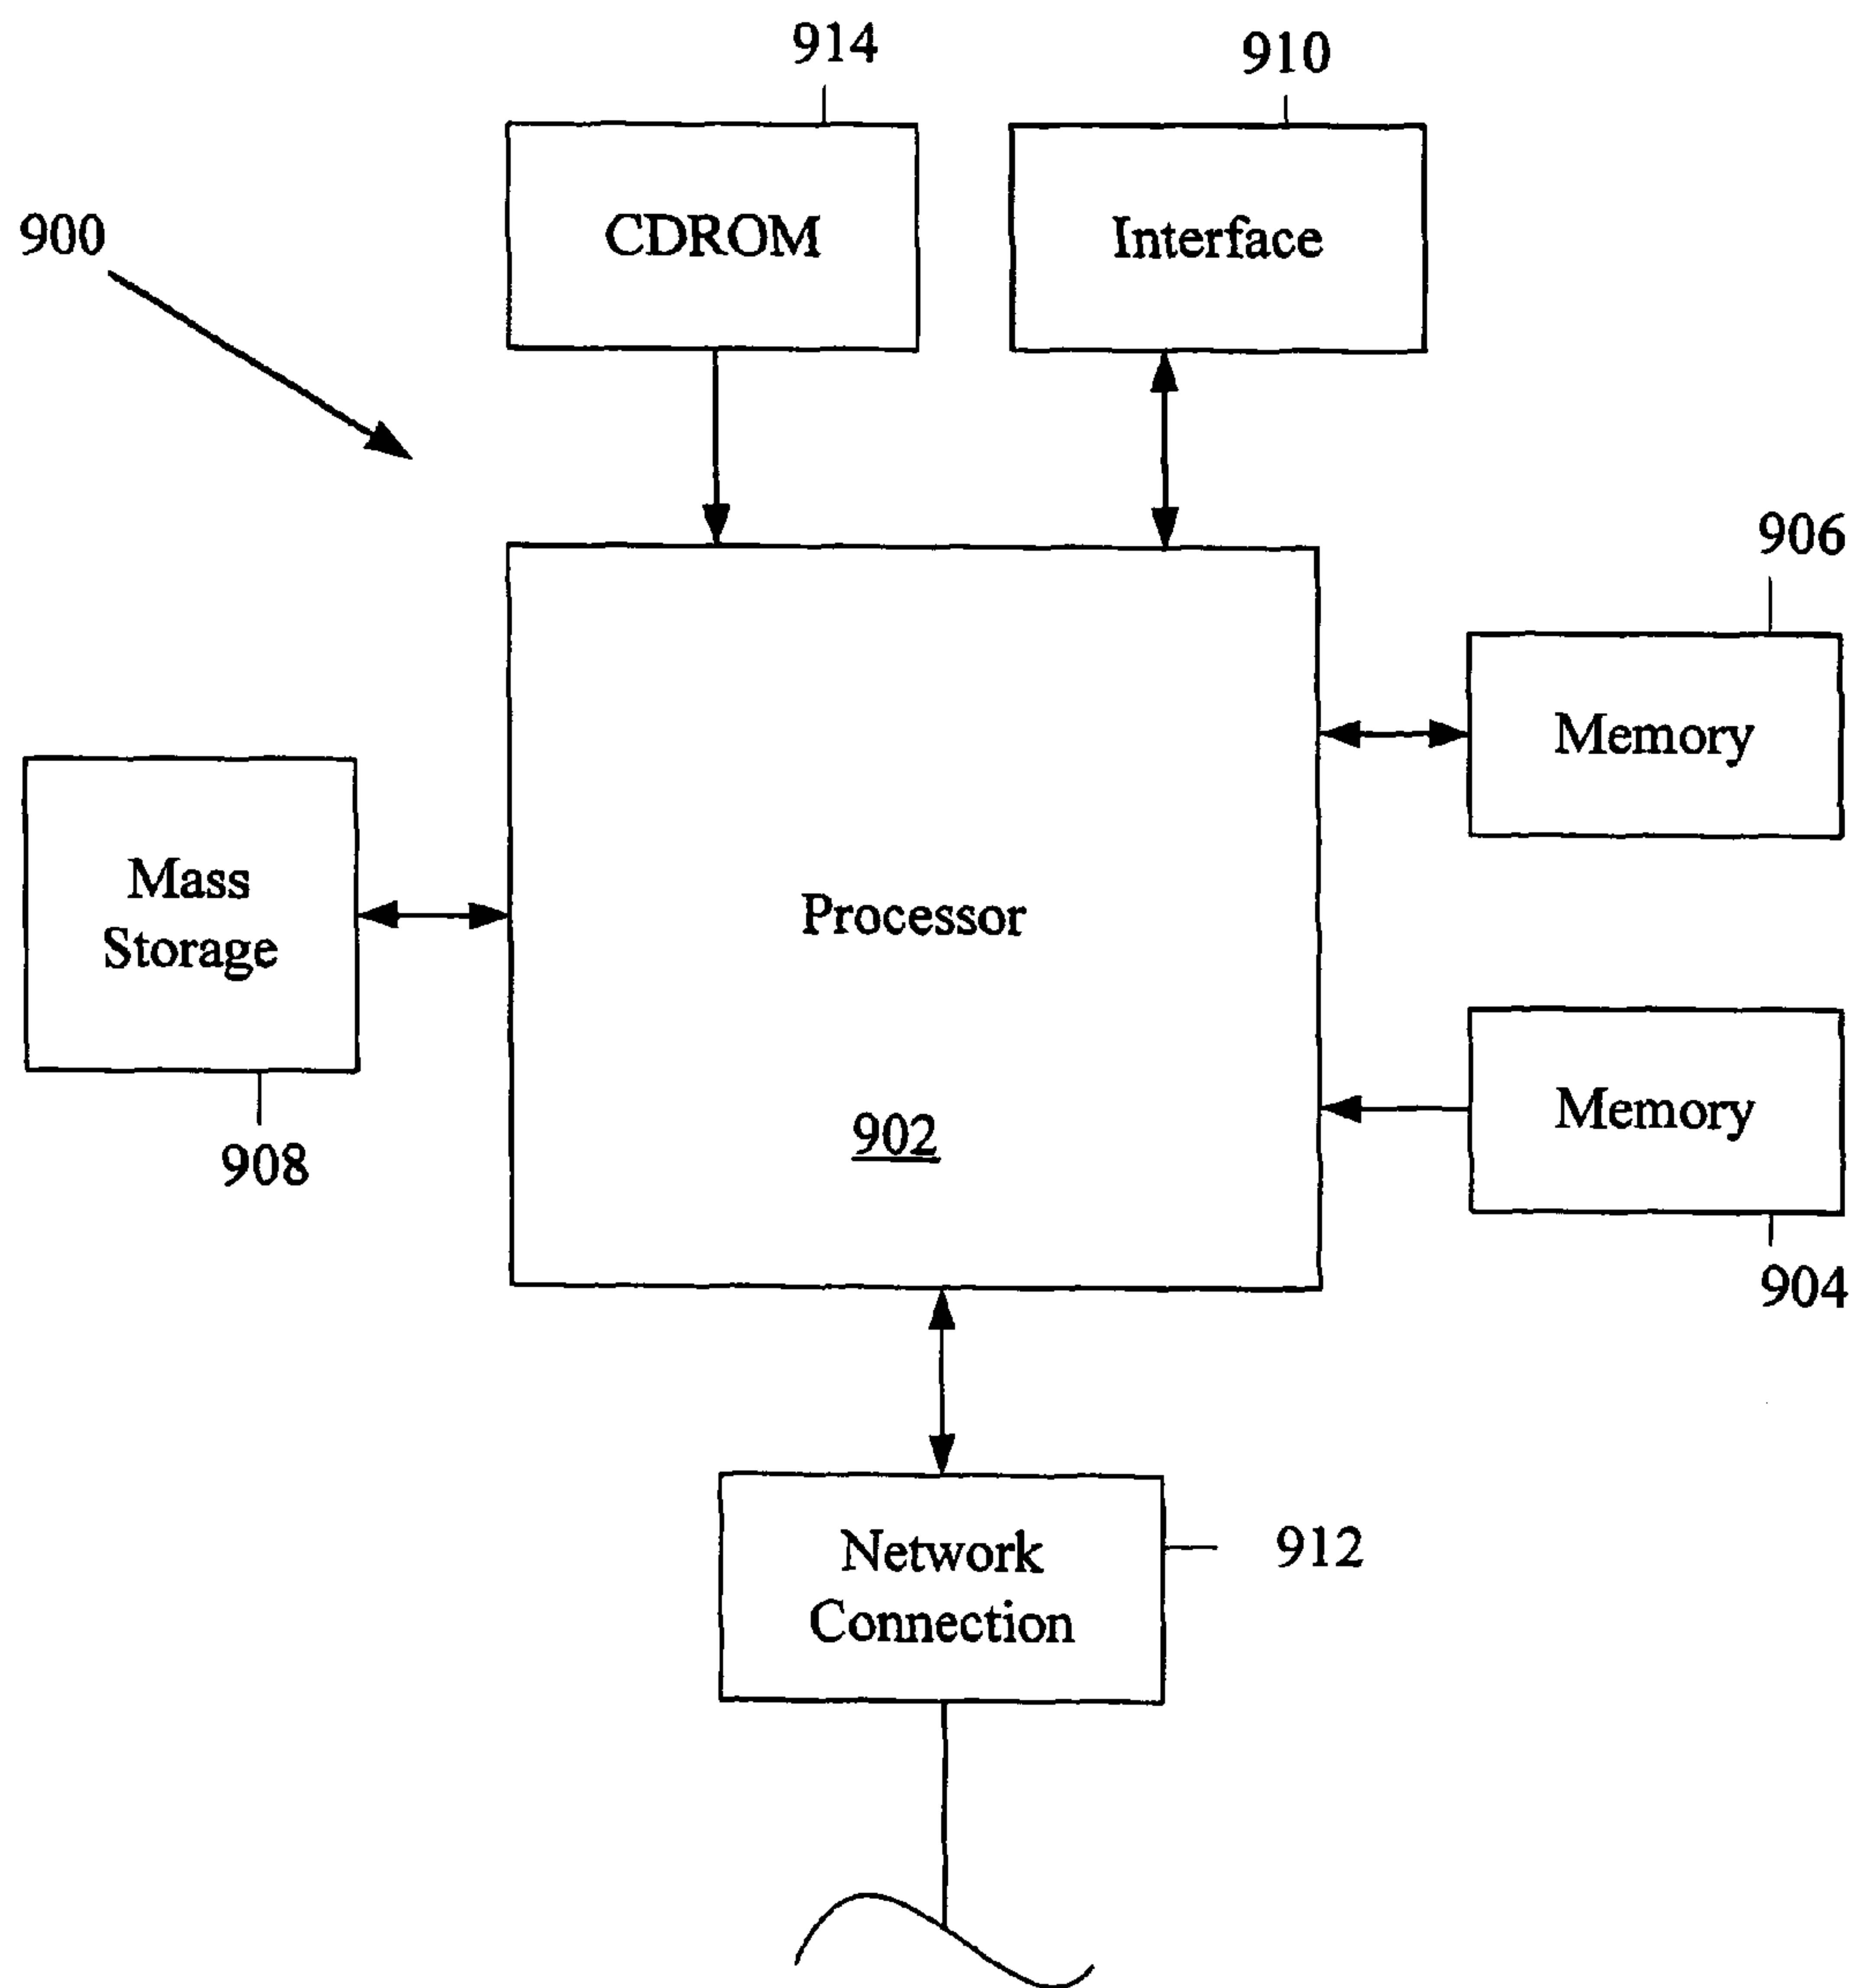 914
910
900
CDROM
Interface
906
Memory
Mass
Storage
Processor
Memory
902
908
904
Network
Connection
912